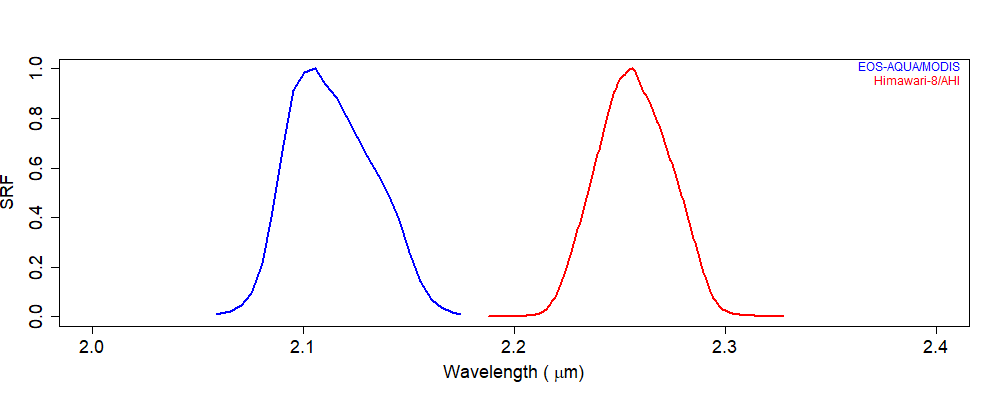 EOS-AQUA/MODIS
Himawari-8/AHI
SRF
1.0
0.8
0.6
0.4
0.2
0.0
2.0 2.1 2.2 2.3 2.4
Wavelength ( μm)